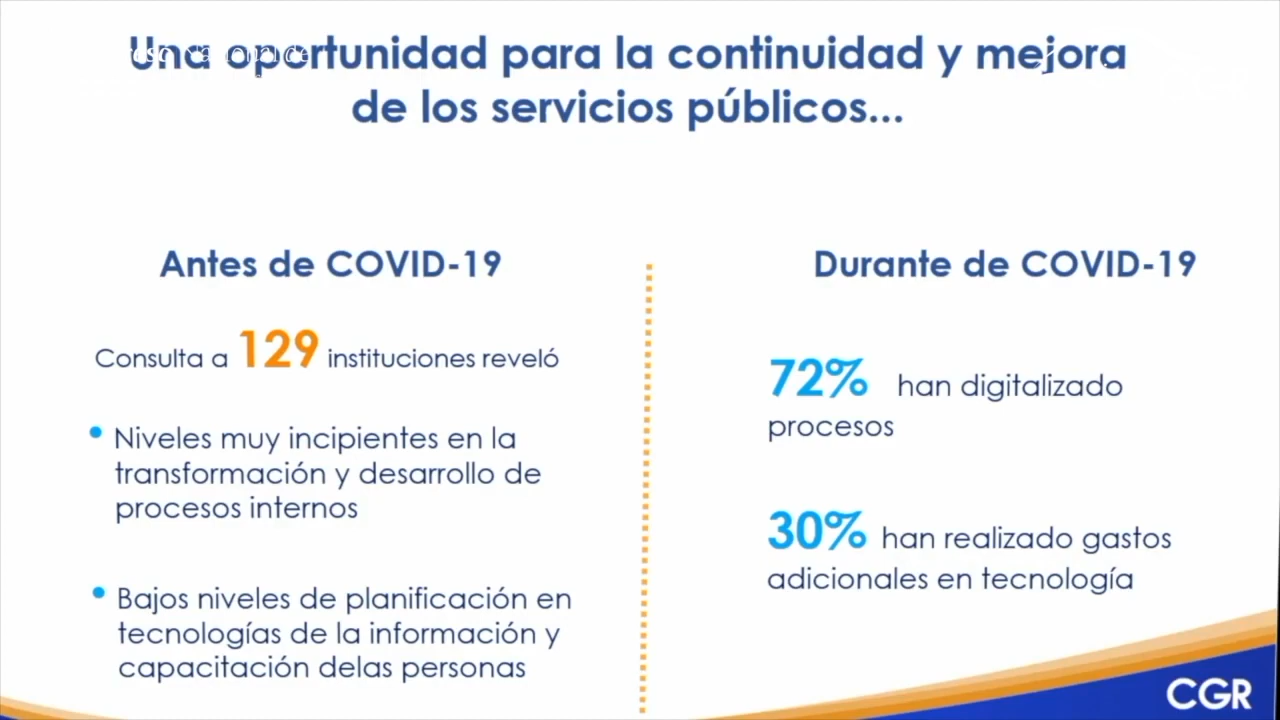 Una oportunidad para la continuidad y mejora
de los servicios públicos...
Antes de COVID-19
Consulta a 129 instituciones reveló
Niveles muy incipientes en la
transformación y desarrollo de
procesos internos
Bajos niveles de planificación en
tecnologías de la información y
capacitación delas personas
Durante de COVID-19
72% han digitalizado
procesos
30% han realizado gastos
adicionales en tecnología
CGR